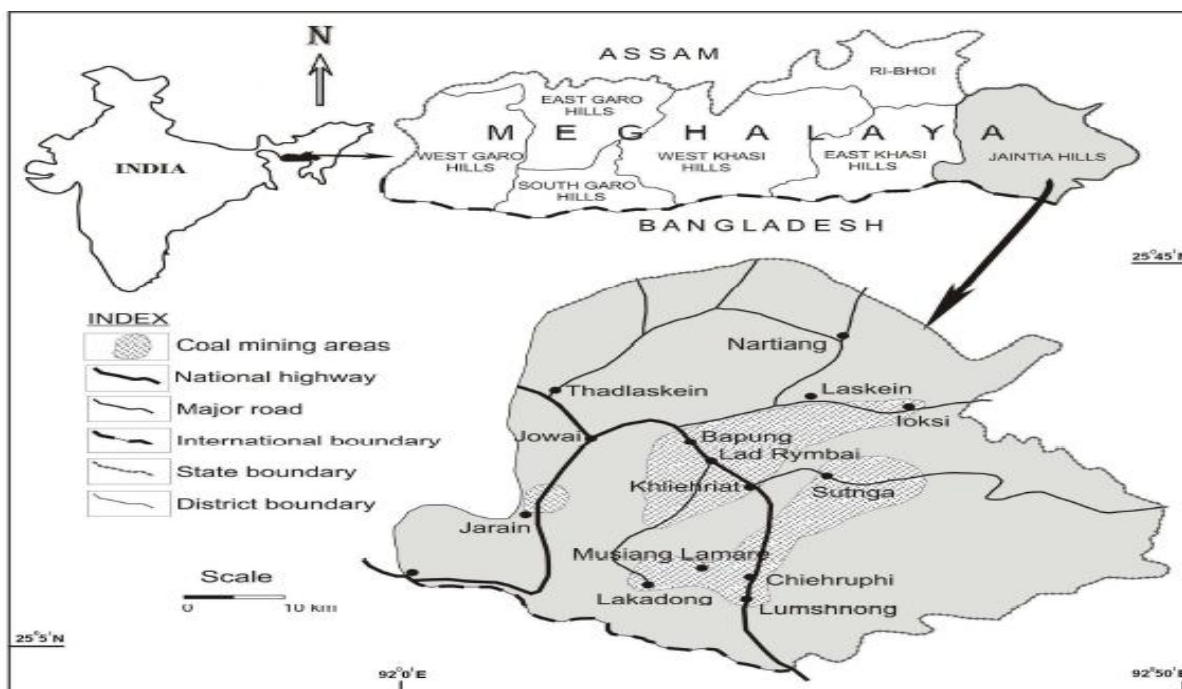 N
ASSAM
RI-BHOI
EAST GARO
HILLS
MEGHALAYA
INDIA
WEST GARO
HILLS
WEST KHASI
HILLS
EAST KHASI
HILLS
JAINTIA HILLS
SOUTH GARO
HILLS
BANGLADESH
25°45'N
INDEX
Coal mining areas
National highway
Major road
International boundary
State boundary
District boundary
Nartiang
Thadlaskein
Laskein
Ioksi
Jowai
Bapung
Lad Rymbai
Khliehriat
Sutnga
Jarain
Musiang Lamare
Scale
0 10 km
Chiehruphi
Lakadong
Lumshnong
25°5'N
92°0'E
92°50'E